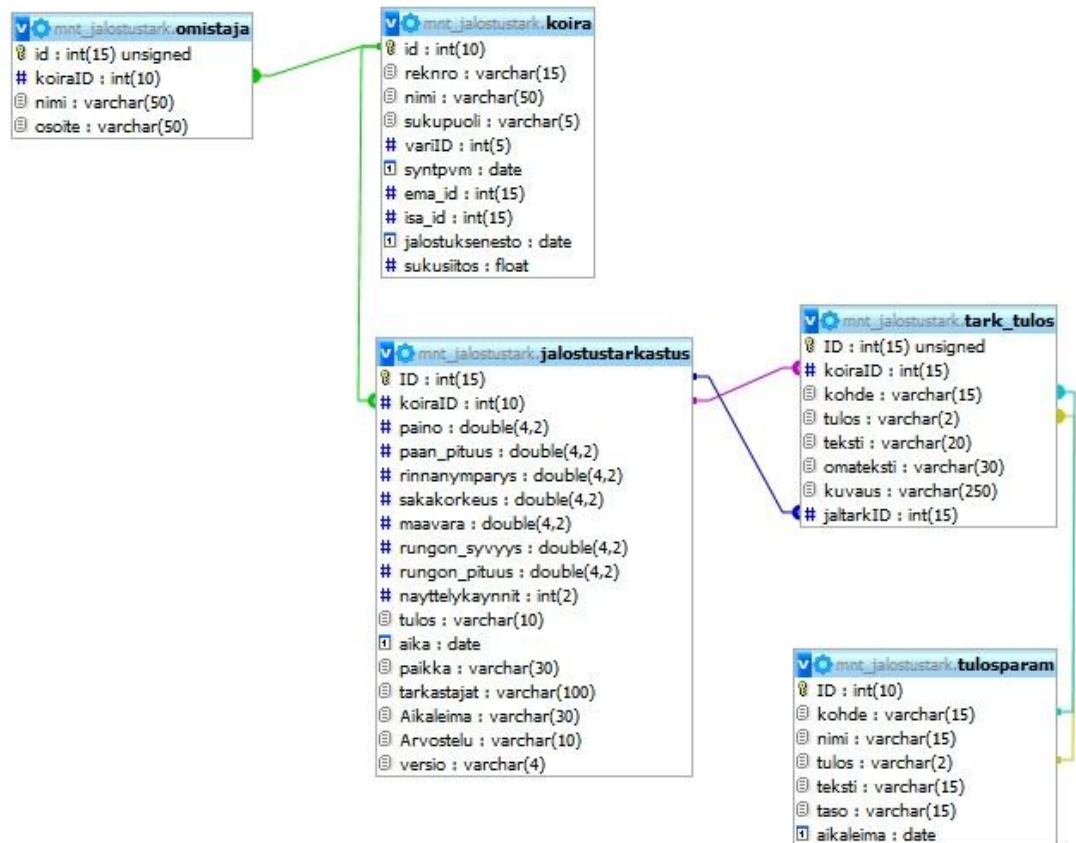 mnt_jalostustark.omistaja
id : int(15) unsigned
koiraID : int(10)
nimi : varchar(50)
osoite : varchar(50)
mnt_jalostustark.koira
id : int(10)
reknro : varchar(15)
nimi : varchar(50)
sukupuoli : varchar(5)
variID : int(5)
syntpvm : date
ema_id : int(15)
isa_id : int(15)
jalostuksenesto : date
sukusiitos : float
mnt_jalostustark.jalostustarkastus
ID : int(15)
koiraID : int(10)
paino : double(4,2)
paan_pituus : double(4,2)
rinnanymparys : double(4,2)
sakakorkeus : double(4,2)
maavara : double(4,2)
rungon_syvyys : double(4,2)
rungon_pituus : double(4,2)
nayttelykaynnit : int(2)
tulos : varchar(10)
aika : date
paikka : varchar(30)
tarkastajat : varchar(100)
Aikaleima : varchar(30)
Arvostelu : varchar(10)
versio : varchar(4)
mnt_jalostustark.tark_tulos
ID : int(15) unsigned
koiraID : int(15)
kohde : varchar(15)
tulos : varchar(2)
teksti : varchar(20)
omateksti : varchar(30)
kuvaus : varchar(250)
jaltarkID : int(15)
mnt_jalostustark.tulosparam
ID : int(10)
kohde : varchar(15)
nimi : varchar(15)
tulos : varchar(2)
teksti : varchar(15)
taso : varchar(15)
aikaleima : date